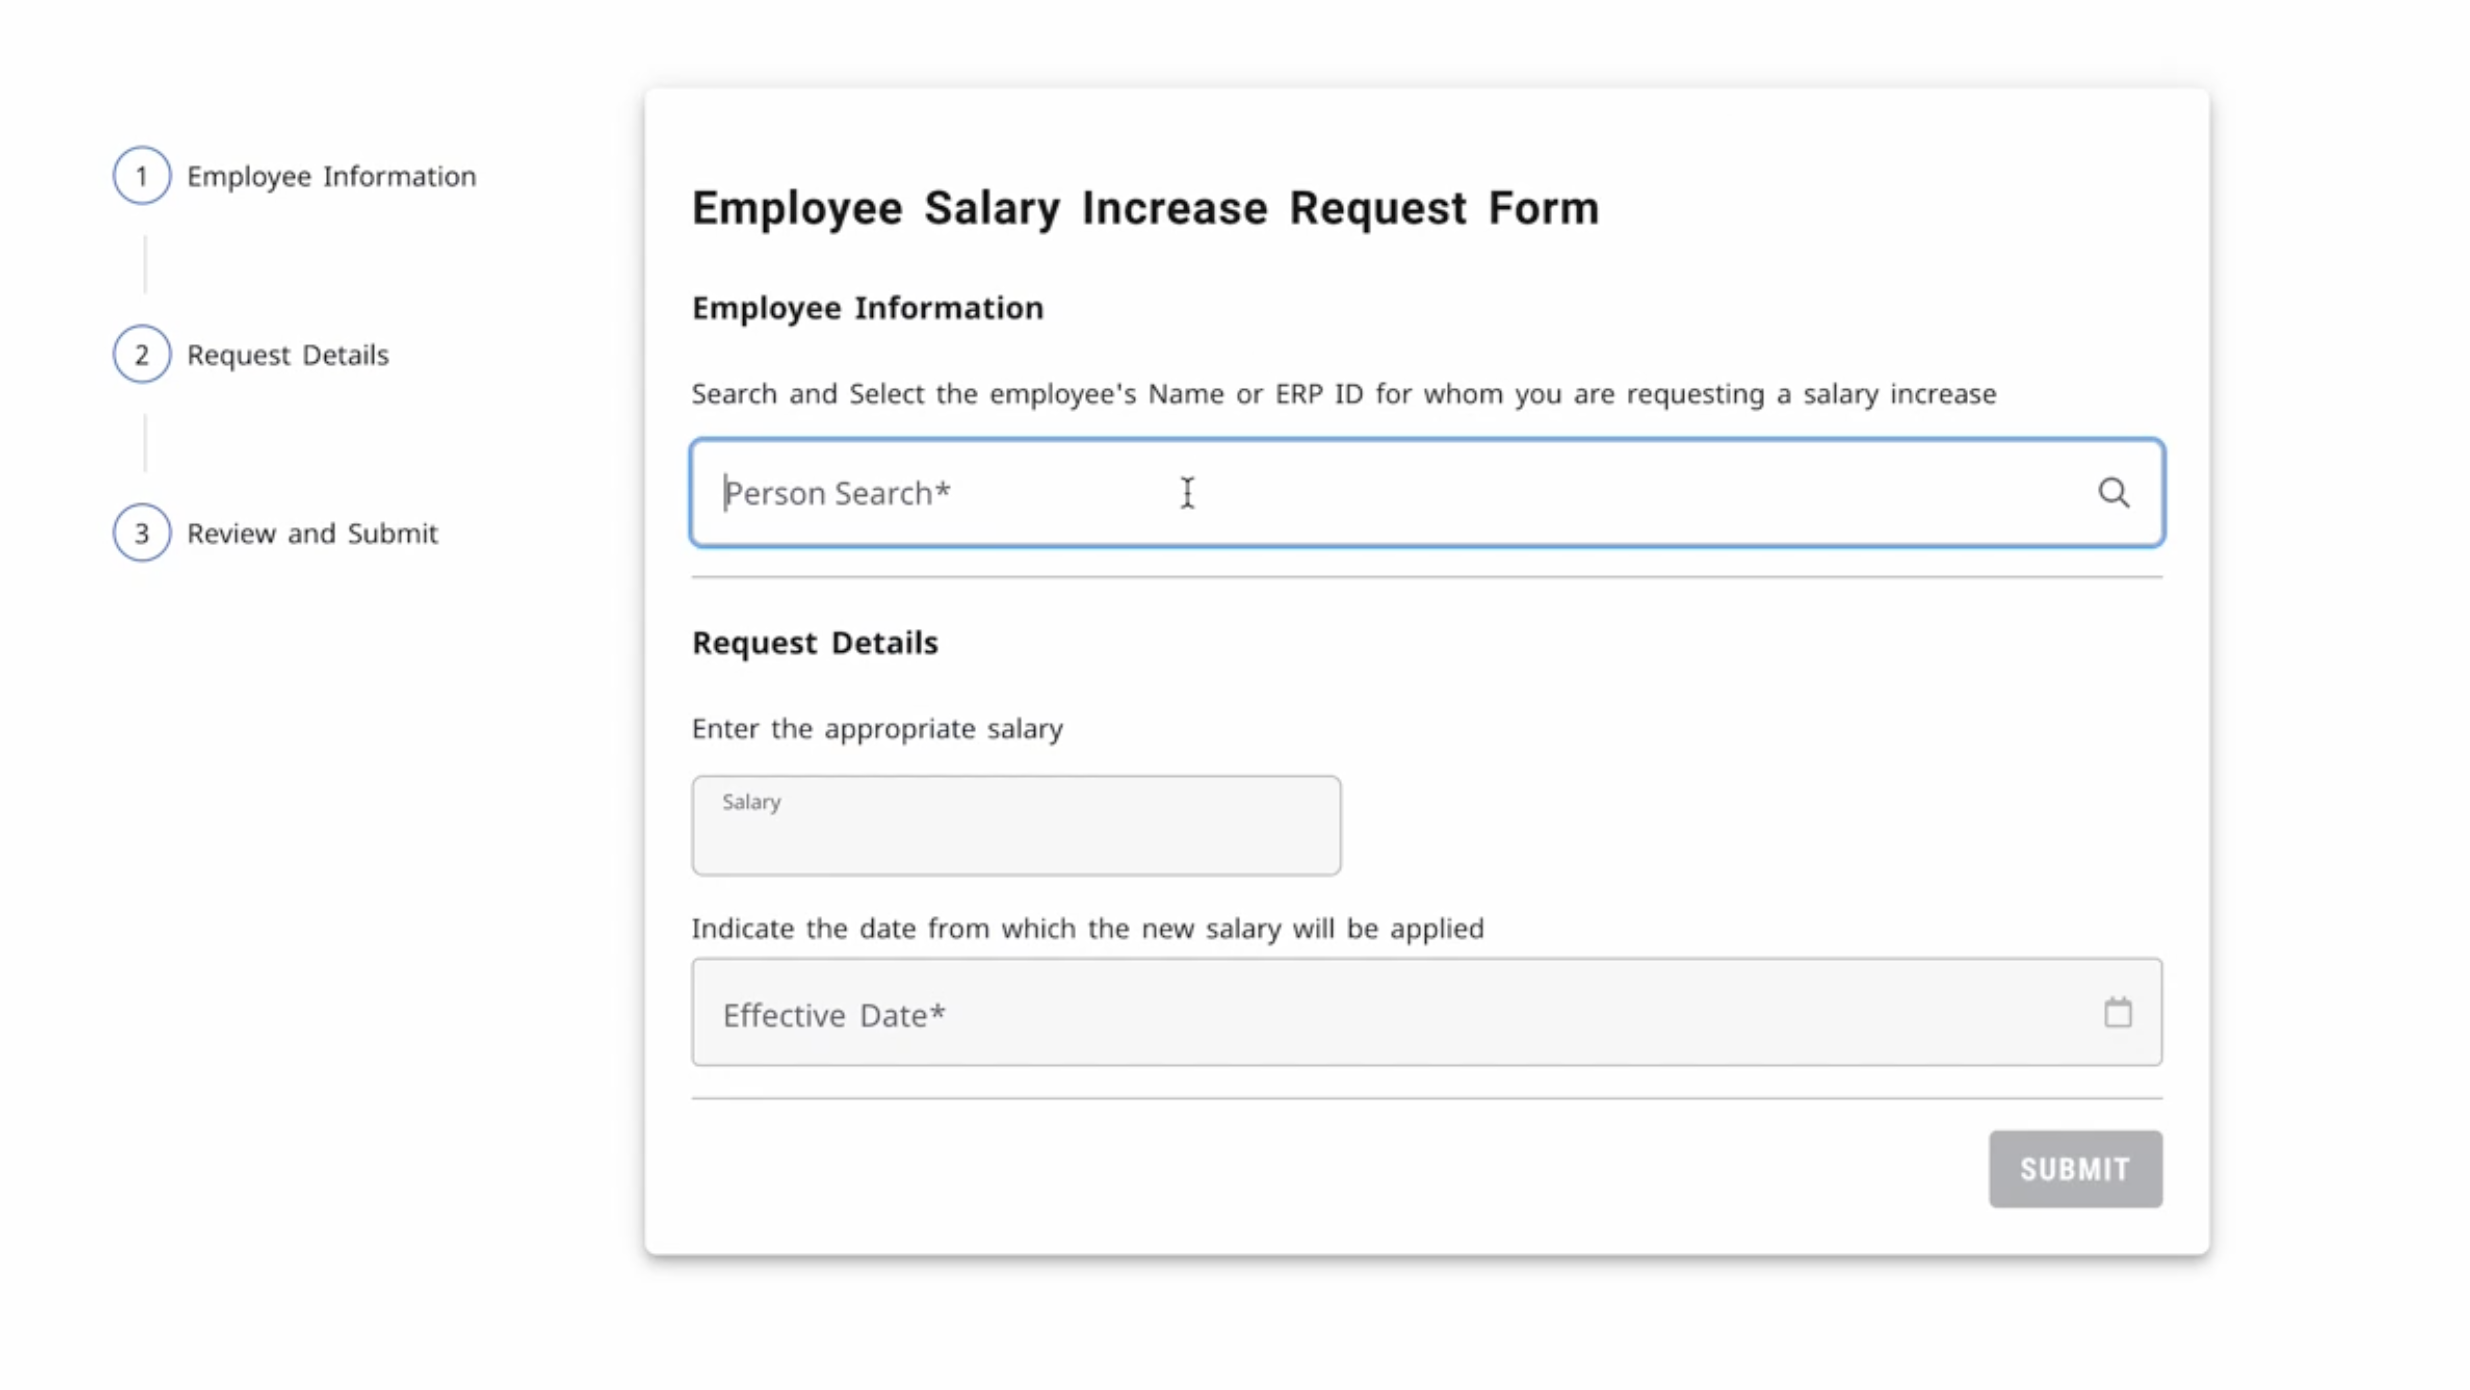 1 Employee Information
2 Request Details
3 Review and Submit
Employee Salary Increase Request Form
Employee Information
Search and Select the employee's Name or ERP ID for whom you are requesting a salary increase
Person Search*
Request Details
Enter the appropriate salary
Salary
Indicate the date from which the new salary will be applied
Effective Date*
SUBMIT